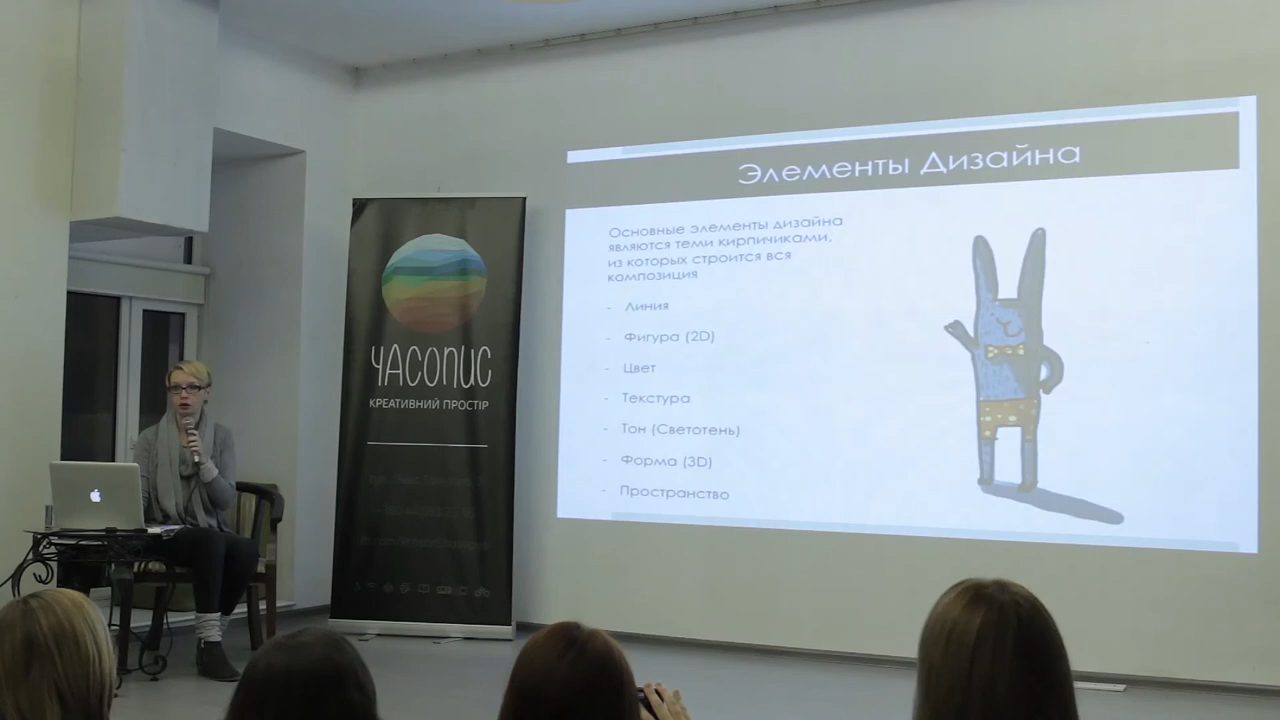 Элементы Дизайна
Основные элементы дизайна
являются теми кирпичиками,
из которых строится вся
композиция
- Линия
- Фигура (2D)
- Цвет
- Текстура
- Тон (Светотень)
- Форма (3D)
- Пространство
ЧАСОПИС
КРЕАТИВНИЙ ПРОСТІР